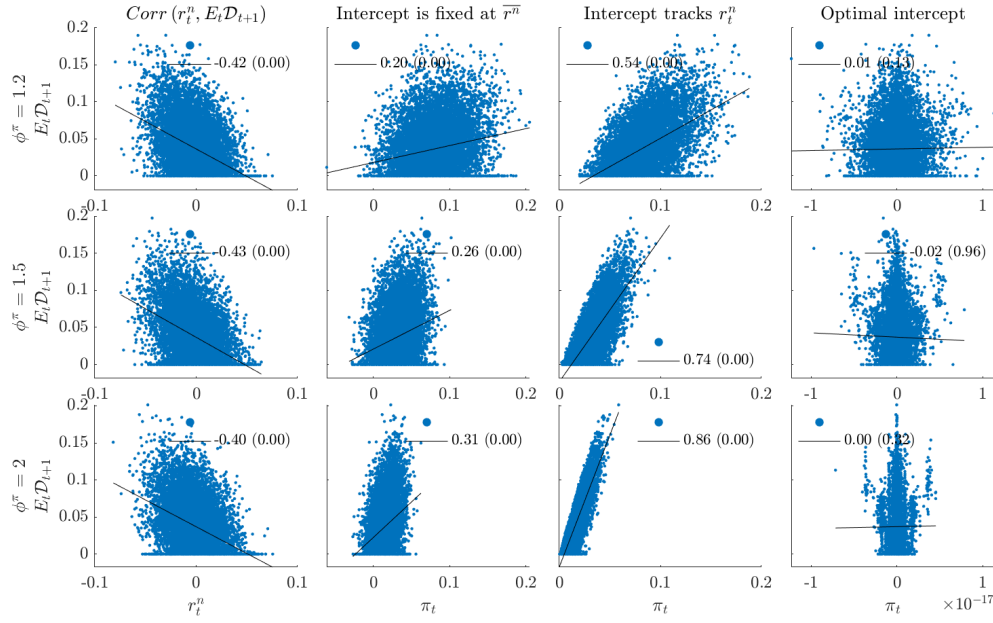 Corr (r_t^n, E_t𝒟_{t+1})
Intercept is fixed at \overline{r^n}
Intercept tracks r_t^n
Optimal intercept
ϕ^π = 1.2
E_t𝒟_{t+1}
0.2
0.15
0.1
0.05
0
-0.42 (0.00)
0.20 (0.00)
0.54 (0.00)
0.01 (0.13)
-0.1 0 0.1
0 0.1 0.2
0 0.1 0.2
-1 0 1
ϕ^π = 1.5
E_t𝒟_{t+1}
0.2
0.15
0.1
0.05
0
-0.43 (0.00)
0.26 (0.00)
0.74 (0.00)
-0.02 (0.96)
-0.1 0 0.1
0 0.1 0.2
0 0.1 0.2
-1 0 1
ϕ^π = 2
E_t𝒟_{t+1}
0.2
0.15
0.1
0.05
0
-0.40 (0.00)
0.31 (0.00)
0.86 (0.00)
0.00 (0.32)
-0.1 0 0.1
0 0.1 0.2
0 0.1 0.2
-1 0 1
×10^{-17}
r_t^n
π_t
π_t
π_t